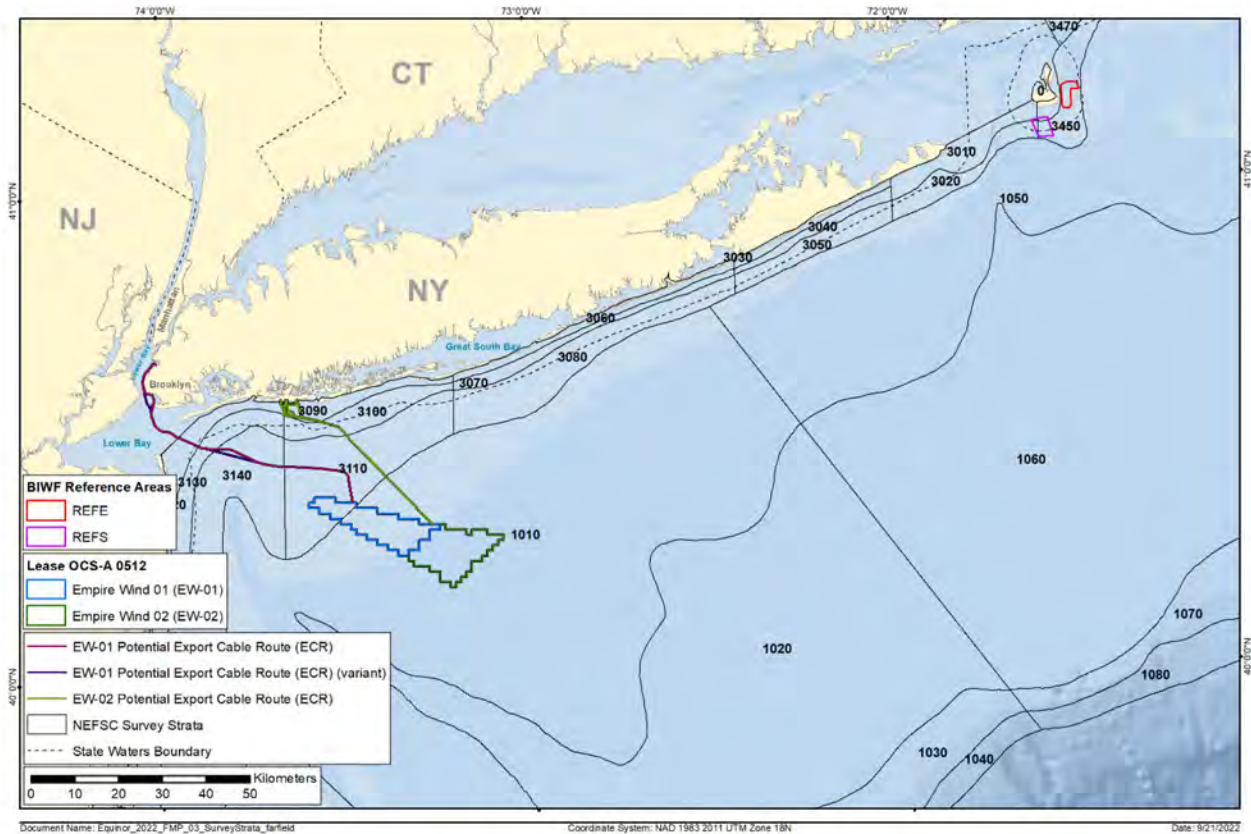 74°0'0"W
73°0'0"W
72°0'0"W
3470
CT
0
3450
3010
3020
41°0'0"N
41°0'0"N
1050
NJ
3040
3050
3030
NY
Manhattan
3060
Great South Bay
3080
Brooklyn
3070
3090
3100
Lower Bay
3110
1060
3140
3130
20
1010
BIWF Reference Areas
REFE
REFS
Lease OCS-A 0512
Empire Wind 01 (EW-01)
Empire Wind 02 (EW-02)
1070
EW-01 Potential Export Cable Route (ECR)
1020
EW-01 Potential Export Cable Route (ECR) (variant)
1080
40°0'0"N
40°0'0"N
EW-02 Potential Export Cable Route (ECR)
NEFSC Survey Strata
State Waters Boundary
1030
1040
Kilometers
0 10 20 30 40 50
Document Name: Equinor_2022_FMP_03_SurveyStrata_farfield
Coordinate System: NAD 1983 2011 UTM Zone 18N
Date: 9/21/2022